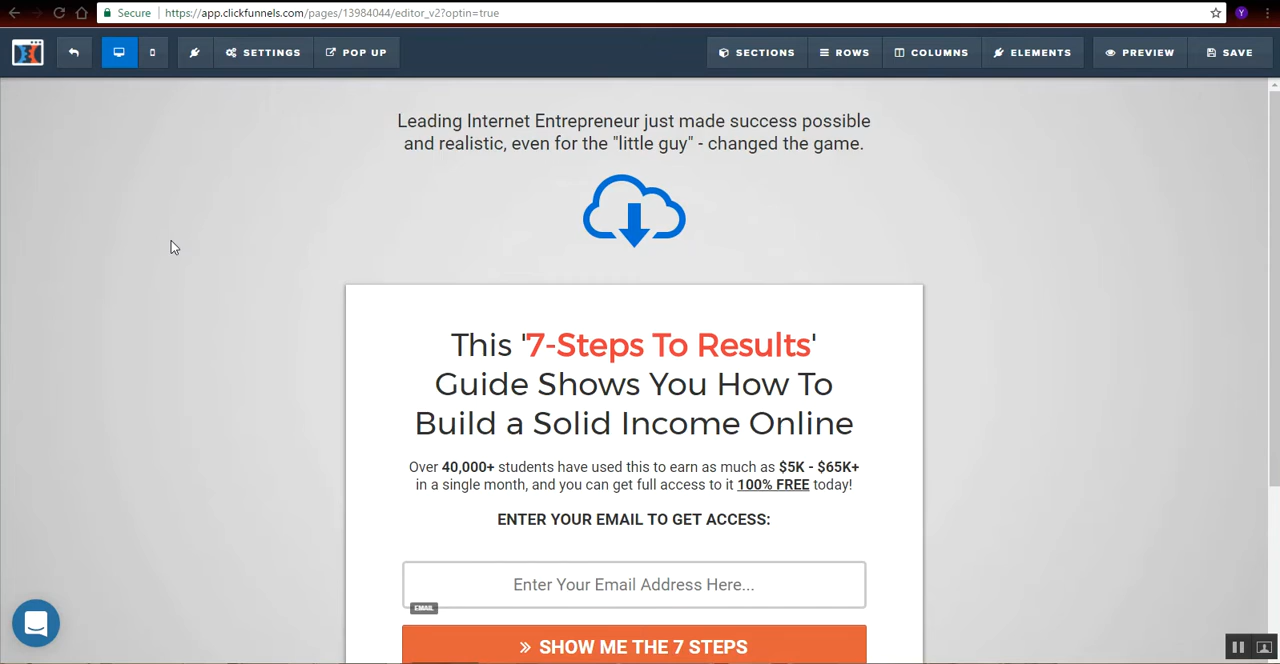 Secure https://app.clickfunnels.com/pages/13984044/editor_v2?optin=true Y
SETTINGS POP UP SECTIONS ROWS COLUMNS ELEMENTS PREVIEW SAVE
Leading Internet Entrepreneur just made success possible
and realistic, even for the "little guy" - changed the game.
This '7-Steps To Results'
Guide Shows You How To
Build a Solid Income Online
Over 40,000+ students have used this to earn as much as $5K - $65K+
in a single month, and you can get full access to it 100% FREE today!
ENTER YOUR EMAIL TO GET ACCESS:
Enter Your Email Address Here...
EMAIL
» SHOW ME THE 7 STEPS